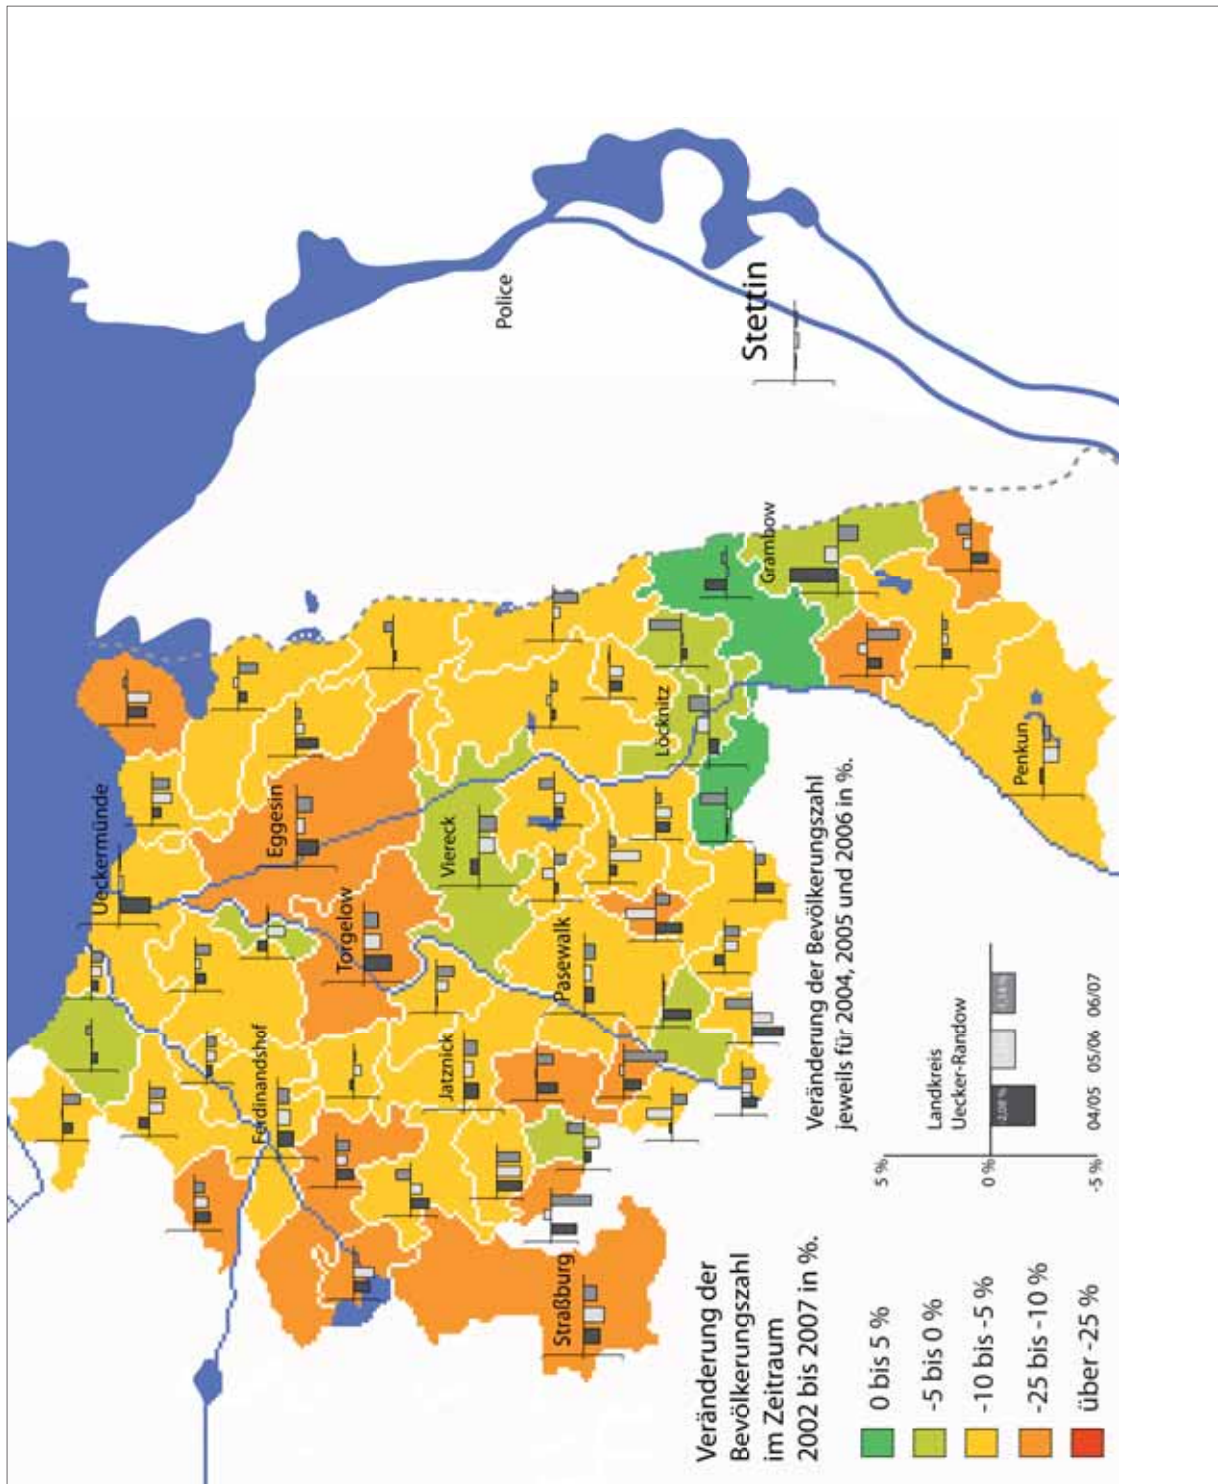 Police
Stettin
Ueckermünde
Eggesin
Torgelow
Viereck
Löcknitz
Grambow
Ferdinandshof
Jatznick
Pasewalk
Penkun
Straßburg
Veränderung der
Bevölkerungszahl
im Zeitraum
2002 bis 2007 in %.
0 bis 5 %
-5 bis 0 %
-10 bis -5 %
-25 bis -10 %
über -25 %
Veränderung der Bevölkerungszahl
jeweils für 2004, 2005 und 2006 in %.
Landkreis
Uecker-Randow
5 %
0 %
-5 %
04/05 05/06 06/07